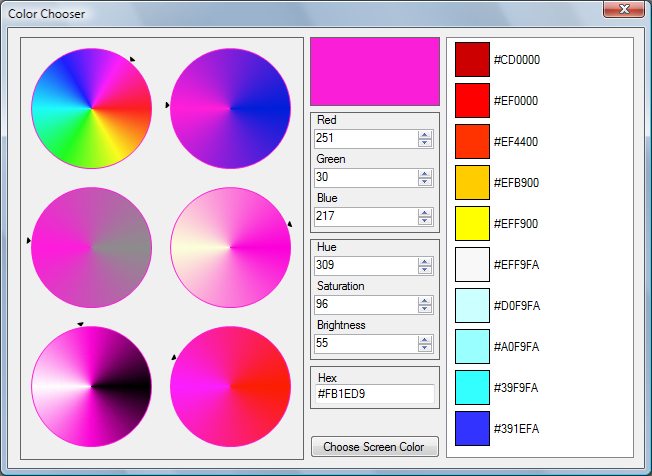 Color Chooser
Red
251
Green
30
Blue
217
Hue
309
Saturation
96
Brightness
55
Hex
#FB1ED9
Choose Screen Color
#CD0000
#EF0000
#EF4400
#EFB900
#EFF900
#EFF9FA
#D0F9FA
#A0F9FA
#39F9FA
#391EFA